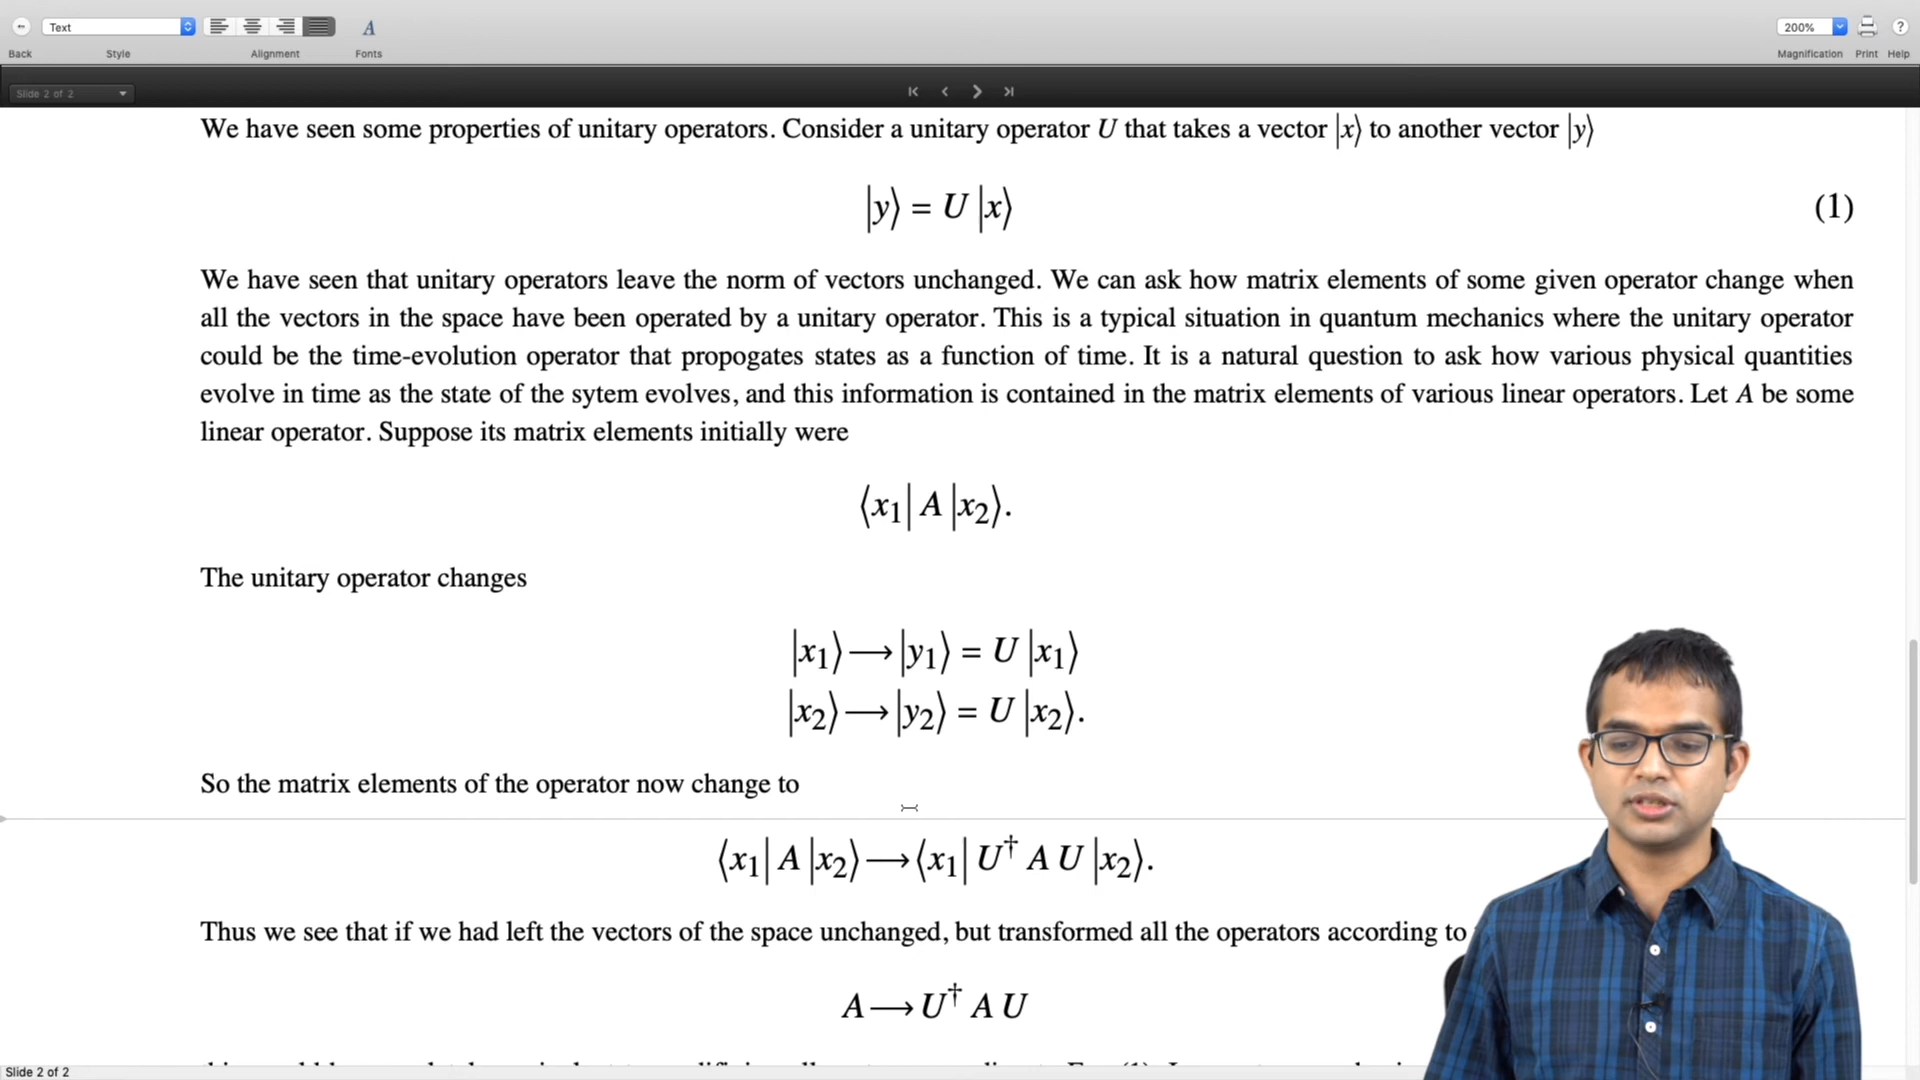 Text
200%
Back
Style
Alignment
Fonts
Magnification
Print
Help
Slide 2 of 2
We have seen some properties of unitary operators. Consider a unitary operator U that takes a vector |x⟩ to another vector |y⟩
|y⟩ = U |x⟩ (1)
We have seen that unitary operators leave the norm of vectors unchanged. We can ask how matrix elements of some given operator change when
all the vectors in the space have been operated by a unitary operator. This is a typical situation in quantum mechanics where the unitary operator
could be the time-evolution operator that propogates states as a function of time. It is a natural question to ask how various physical quantities
evolve in time as the state of the sytem evolves, and this information is contained in the matrix elements of various linear operators. Let A be some
linear operator. Suppose its matrix elements initially were
⟨x₁| A |x₂⟩.
The unitary operator changes
|x₁⟩ ⟶ |y₁⟩ = U |x₁⟩
|x₂⟩ ⟶ |y₂⟩ = U |x₂⟩.
So the matrix elements of the operator now change to
⟨x₁| A |x₂⟩ ⟶ ⟨x₁| U† A U |x₂⟩.
Thus we see that if we had left the vectors of the space unchanged, but transformed all the operators according to
A ⟶ U† A U
Slide 2 of 2